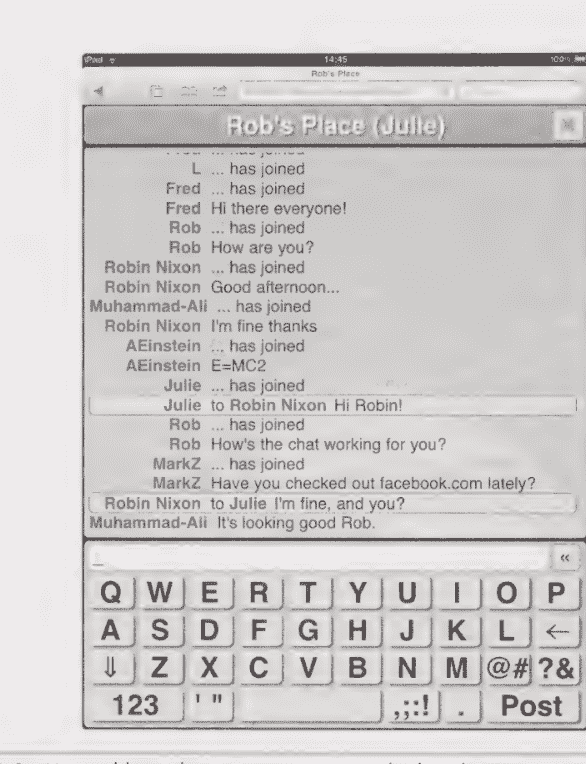 iPad 14:45 100%
Rob's Place
Rob's Place (Julie)
... has joined
L ... has joined
Fred ... has joined
Fred Hi there everyone!
Rob ... has joined
Rob How are you?
Robin Nixon ... has joined
Robin Nixon Good afternoon...
Muhammad-Ali ... has joined
Robin Nixon I'm fine thanks
AEinstein ... has joined
AEinstein E=MC2
Julie ... has joined
Julie to Robin Nixon Hi Robin!
Rob ... has joined
Rob How's the chat working for you?
MarkZ ... has joined
MarkZ Have you checked out facebook.com lately?
Robin Nixon to Julie I'm fine, and you?
Muhammad-Ali It's looking good Rob.
_ «
Q W E R T Y U I O P
A S D F G H J K L ←
⇓ Z X C V B N M @# ?&
123 ' " ,;:! . Post